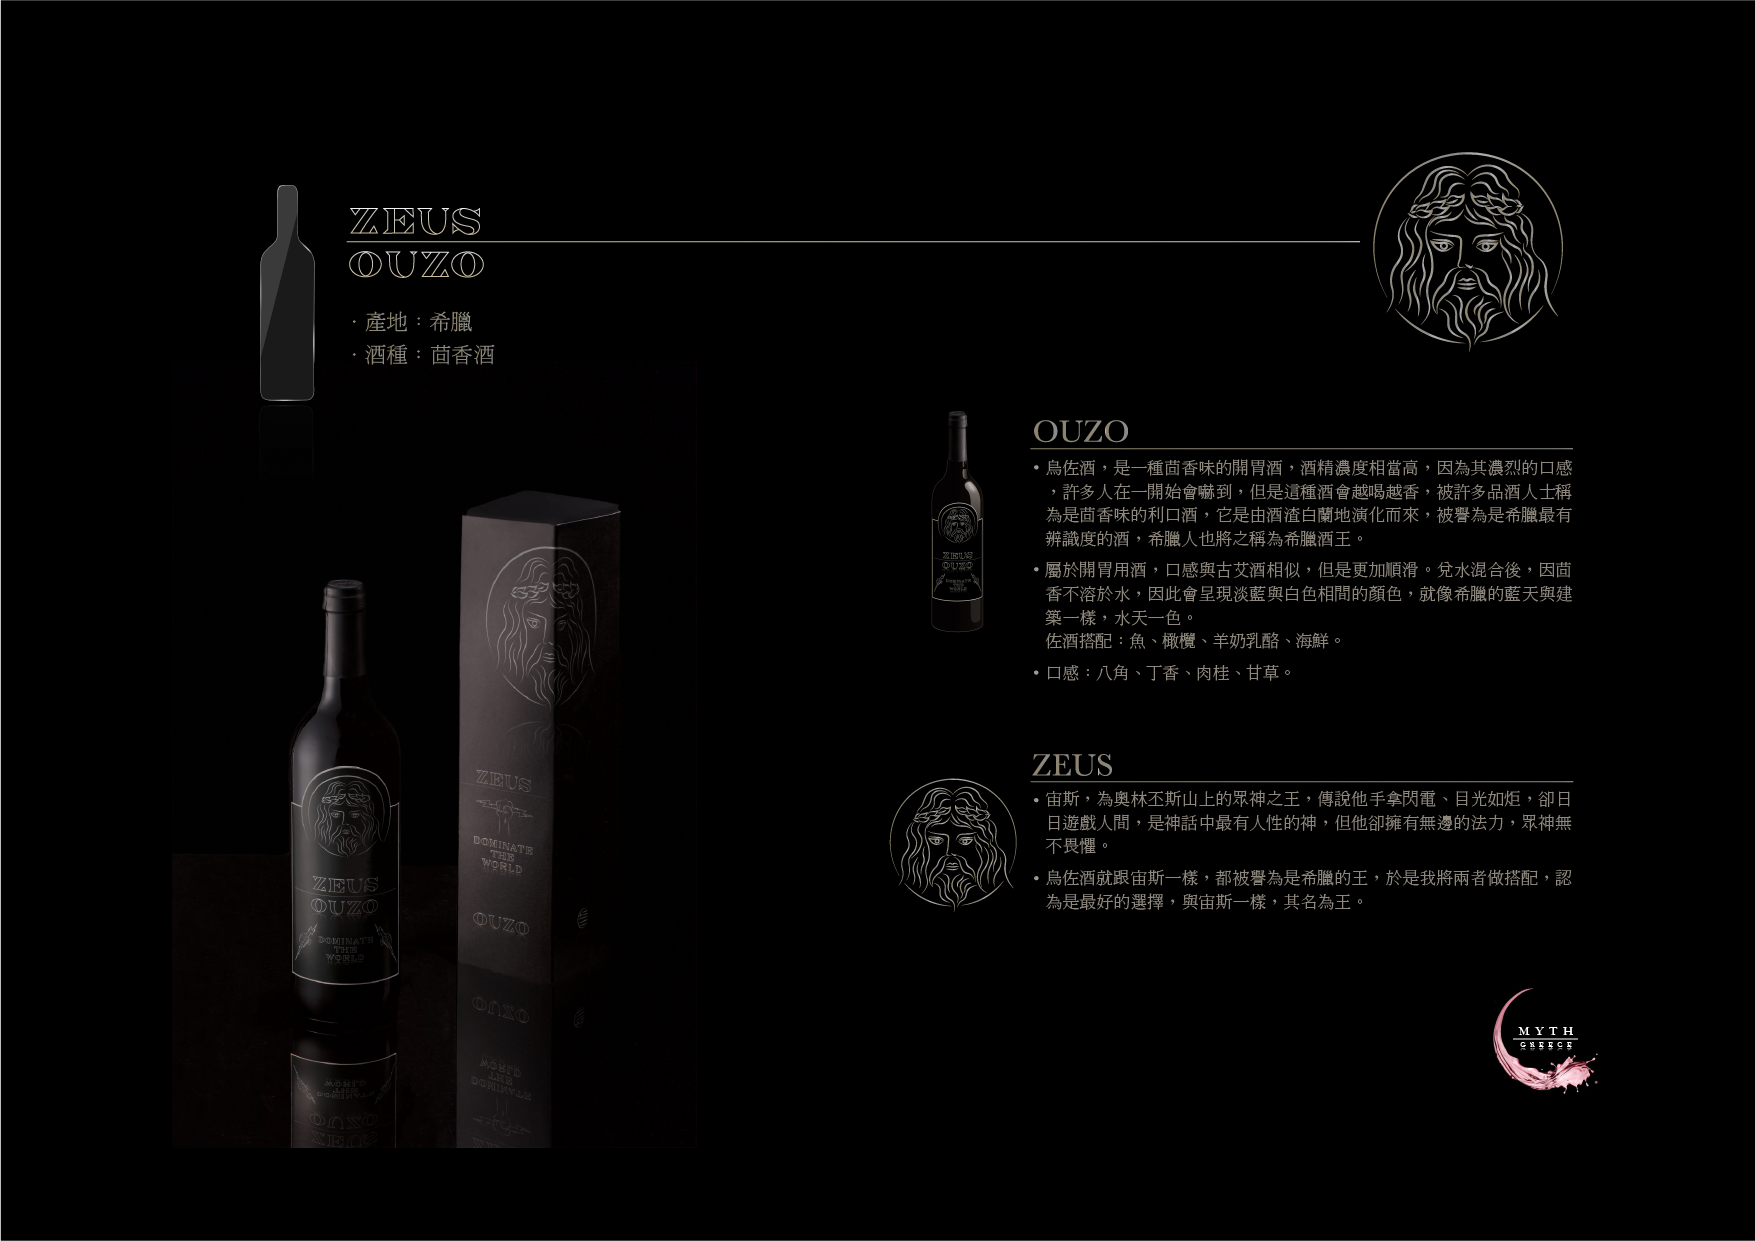 ZEUS
OUZO
· 產地：希臘
· 酒種：茴香酒
OUZO
• 烏佐酒，是一種茴香味的開胃酒，酒精濃度相當高，因為其濃烈的口感
，許多人在一開始會嚇到，但是這種酒會越喝越香，被許多品酒人士稱
為是茴香味的利口酒，它是由酒渣白蘭地演化而來，被譽為是希臘最有
辨識度的酒，希臘人也將之稱為希臘酒王。
• 屬於開胃用酒，口感與古艾酒相似，但是更加順滑。兌水混合後，因茴
香不溶於水，因此會呈現淡藍與白色相間的顏色，就像希臘的藍天與建
築一樣，水天一色。
佐酒搭配：魚、橄欖、羊奶乳酪、海鮮。
• 口感：八角、丁香、肉桂、甘草。
ZEUS
• 宙斯，為奧林丕斯山上的眾神之王，傳說他手拿閃電、目光如炬，卻日
日遊戲人間，是神話中最有人性的神，但他卻擁有無邊的法力，眾神無
不畏懼。
• 烏佐酒就跟宙斯一樣，都被譽為是希臘的王，於是我將兩者做搭配，認
為是最好的選擇，與宙斯一樣，其名為王。
ZEUS
OUZO
DOMINATE
THE
WORLD
ZEUS
DOMINATE
THE
WORLD
OUZO
ZEUS
OUZO
DOMINATE
THE
WORLD
MYTH
GREECE